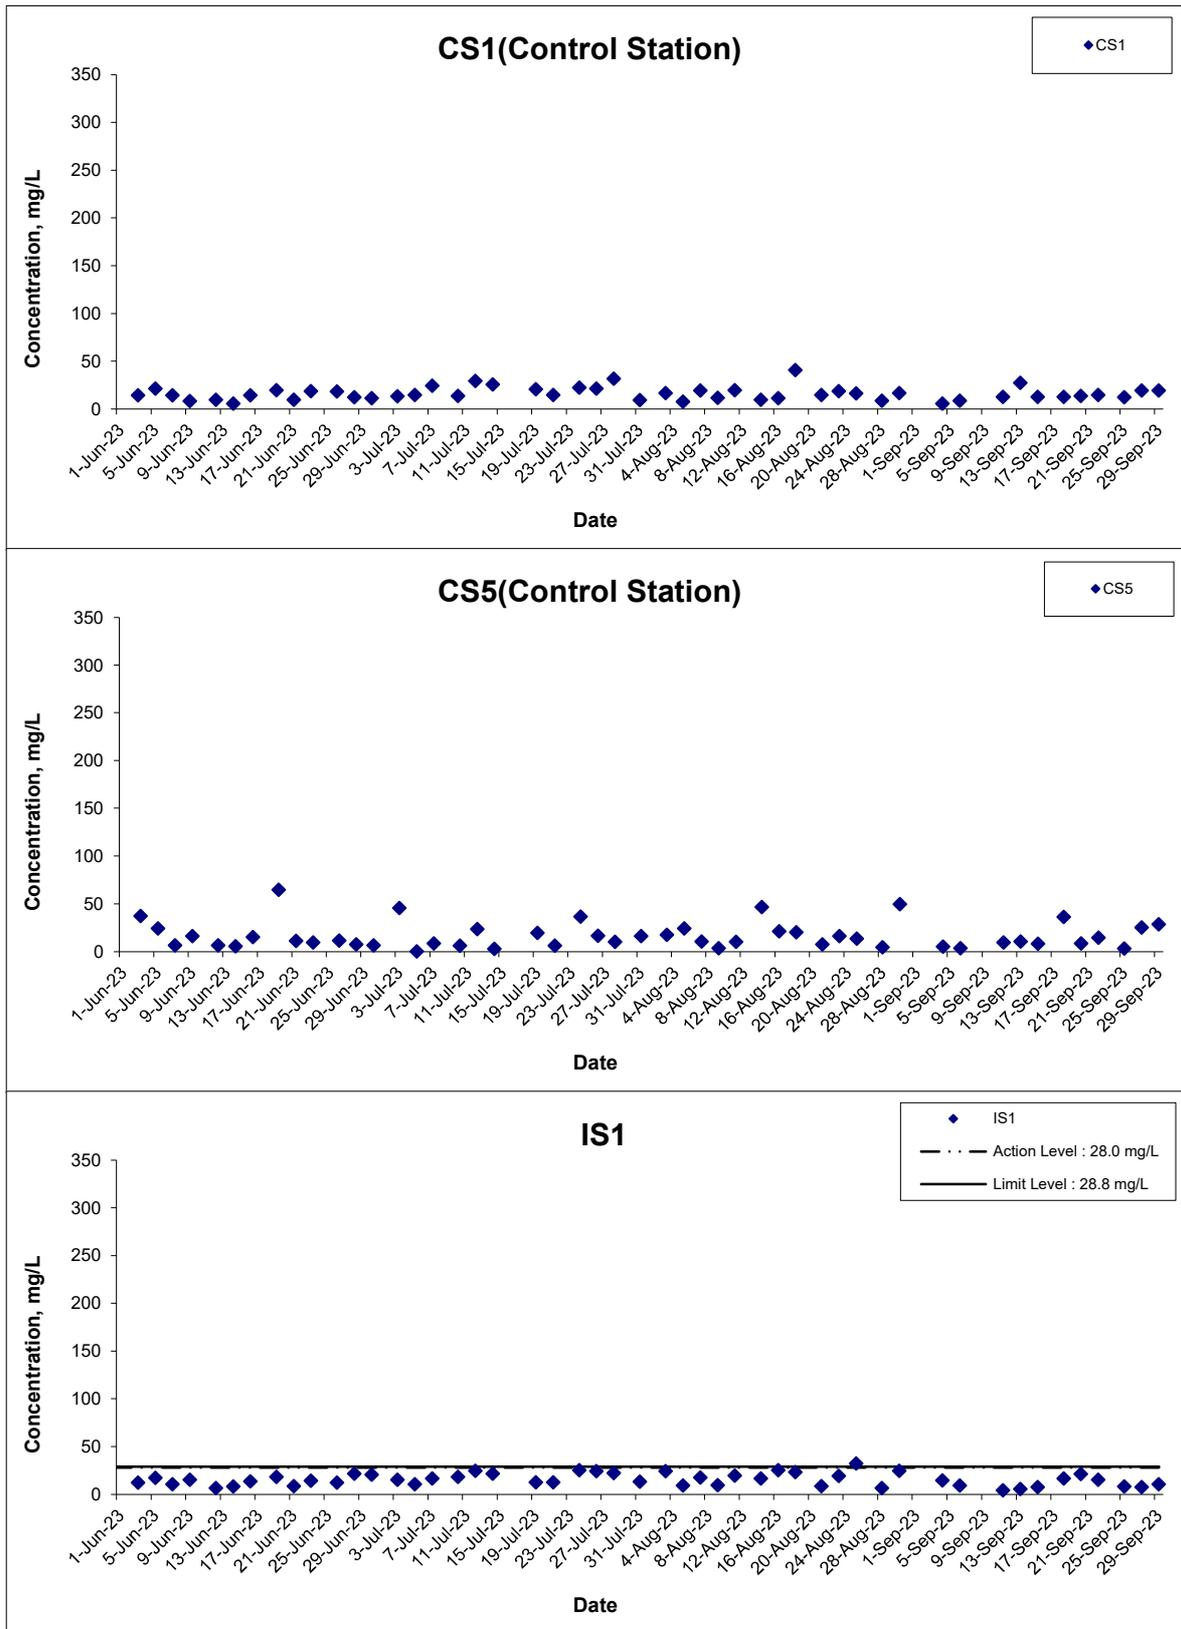 CS1(Control Station)
CS1
Concentration, mg/L
350
300
250
200
150
100
50
0
1-Jun-23
5-Jun-23
9-Jun-23
13-Jun-23
17-Jun-23
21-Jun-23
25-Jun-23
29-Jun-23
3-Jul-23
7-Jul-23
11-Jul-23
15-Jul-23
19-Jul-23
23-Jul-23
27-Jul-23
31-Jul-23
4-Aug-23
8-Aug-23
12-Aug-23
16-Aug-23
20-Aug-23
24-Aug-23
28-Aug-23
1-Sep-23
5-Sep-23
9-Sep-23
13-Sep-23
17-Sep-23
21-Sep-23
25-Sep-23
29-Sep-23
Date
CS5(Control Station)
CS5
Concentration, mg/L
350
300
250
200
150
100
50
0
1-Jun-23
5-Jun-23
9-Jun-23
13-Jun-23
17-Jun-23
21-Jun-23
25-Jun-23
29-Jun-23
3-Jul-23
7-Jul-23
11-Jul-23
15-Jul-23
19-Jul-23
23-Jul-23
27-Jul-23
31-Jul-23
4-Aug-23
8-Aug-23
12-Aug-23
16-Aug-23
20-Aug-23
24-Aug-23
28-Aug-23
1-Sep-23
5-Sep-23
9-Sep-23
13-Sep-23
17-Sep-23
21-Sep-23
25-Sep-23
29-Sep-23
Date
IS1
IS1
Action Level : 28.0 mg/L
Limit Level : 28.8 mg/L
Concentration, mg/L
350
300
250
200
150
100
50
0
1-Jun-23
5-Jun-23
9-Jun-23
13-Jun-23
17-Jun-23
21-Jun-23
25-Jun-23
29-Jun-23
3-Jul-23
7-Jul-23
11-Jul-23
15-Jul-23
19-Jul-23
23-Jul-23
27-Jul-23
31-Jul-23
4-Aug-23
8-Aug-23
12-Aug-23
16-Aug-23
20-Aug-23
24-Aug-23
28-Aug-23
1-Sep-23
5-Sep-23
9-Sep-23
13-Sep-23
17-Sep-23
21-Sep-23
25-Sep-23
29-Sep-23
Date